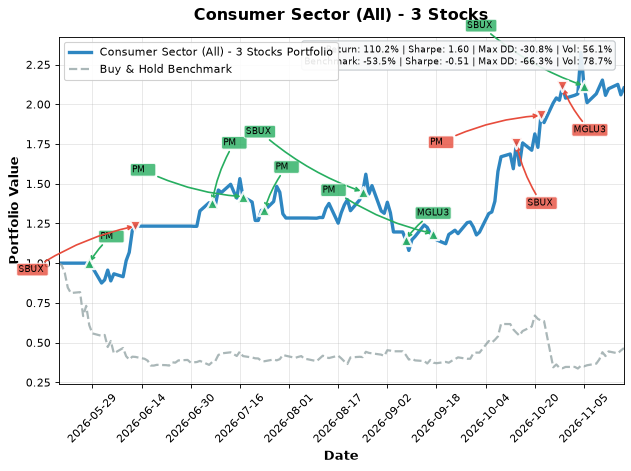 Consumer Sector (All) - 3 Stocks
SBUX
Consumer Sector (All) - 3 Stocks Portfolio
Buy & Hold Benchmark
urn: 110.2% | Sharpe: 1.60 | Max DD: -30.8% | Vol: 56.1%
Benchmark: -53.5% | Sharpe: -0.51 | Max DD: -66.3% | Vol: 78.7%
2.25
2.00
1.75
1.50
1.25
1.00
0.75
0.50
0.25
Portfolio Value
SBUX
PM
PM
PM
SBUX
PM
PM
MGLU3
PM
SBUX
MGLU3
2026-05-29
2026-06-14
2026-06-30
2026-07-16
2026-08-01
2026-08-17
2026-09-02
2026-09-18
2026-10-04
2026-10-20
2026-11-05
Date